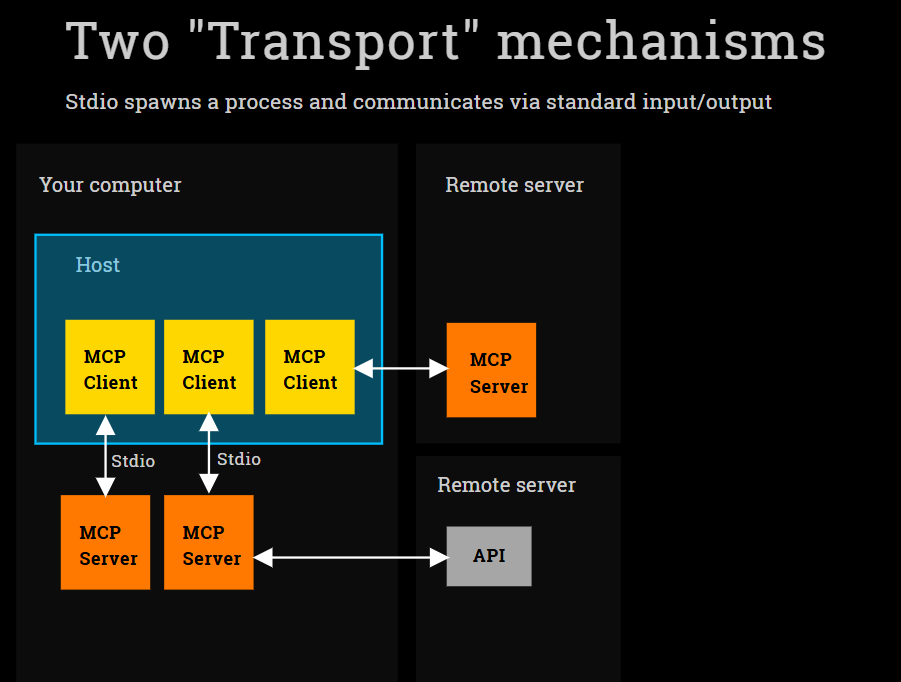 Two "Transport" mechanisms
Stdio spawns a process and communicates via standard input/output
Your computer
Host
MCP
Client
MCP
Client
MCP
Client
Stdio
Stdio
MCP
Server
MCP
Server
Remote server
MCP
Server
Remote server
API